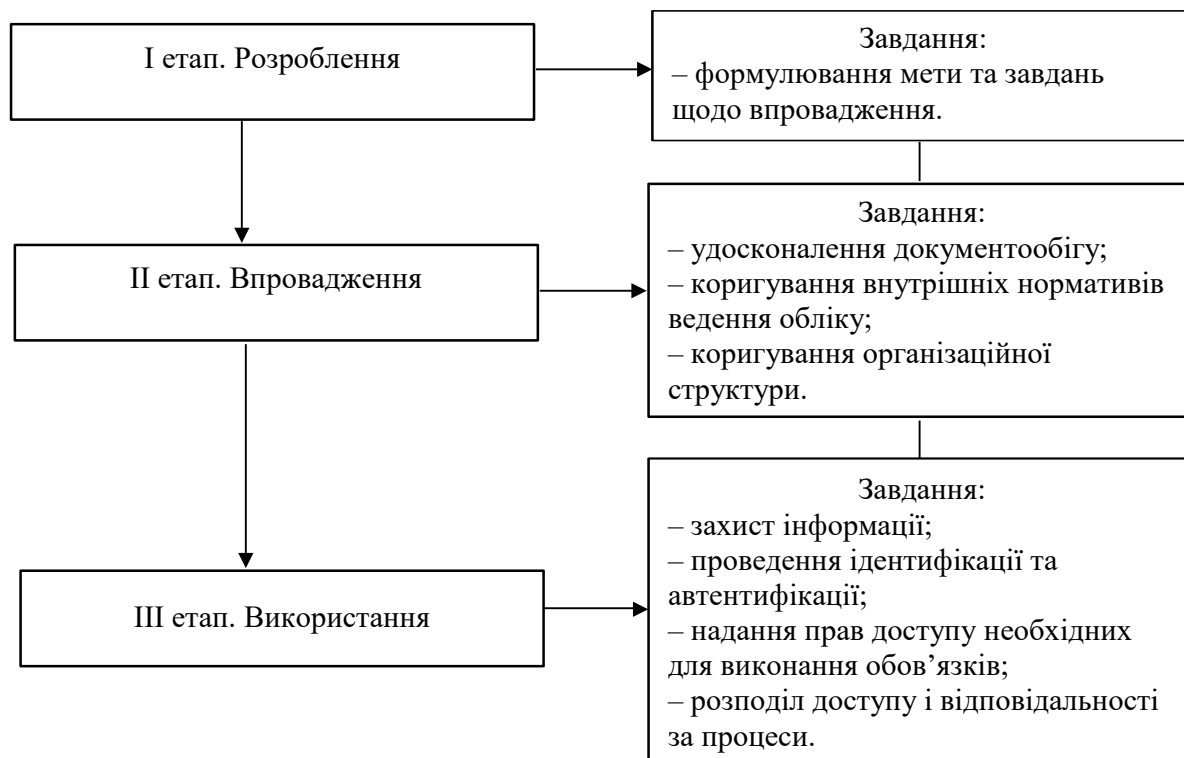 І етап. Розроблення
Завдання:
– формулювання мети та завдань
щодо впровадження.
ІІ етап. Впровадження
Завдання:
– удосконалення документообігу;
– коригування внутрішніх нормативів
ведення обліку;
– коригування організаційної
структури.
ІІІ етап. Використання
Завдання:
– захист інформації;
– проведення ідентифікації та
автентифікації;
– надання прав доступу необхідних
для виконання обов’язків;
– розподіл доступу і відповідальності
за процеси.